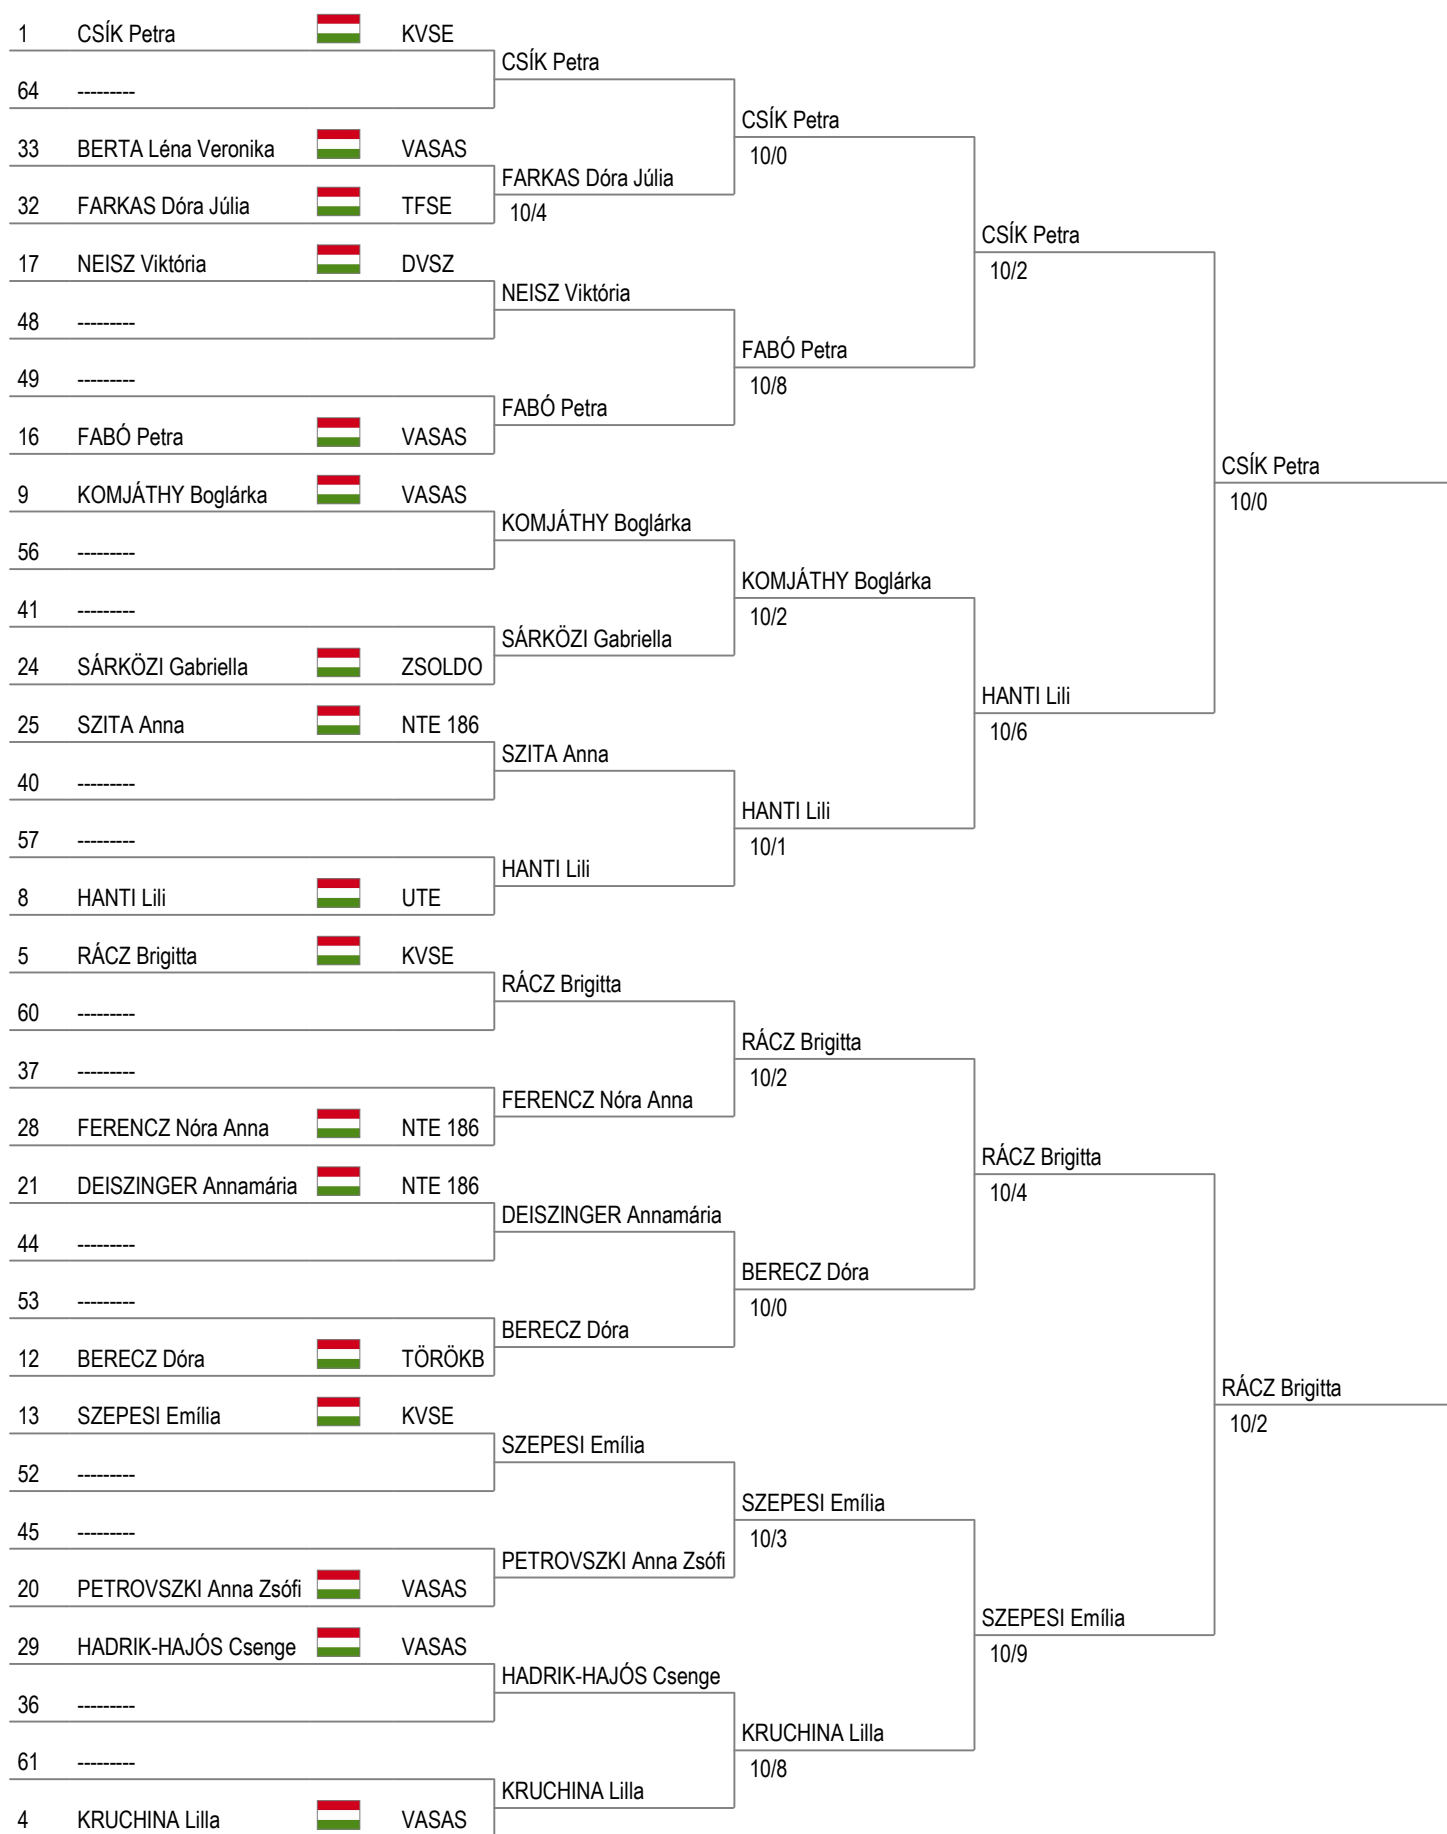 1 CSÍK Petra KVSE
CSÍK Petra
64 ---------
CSÍK Petra
33 BERTA Léna Veronika VASAS
10/0
FARKAS Dóra Júlia
32 FARKAS Dóra Júlia TFSE
10/4
CSÍK Petra
17 NEISZ Viktória DVSZ
10/2
NEISZ Viktória
48 ---------
FABÓ Petra
49 ---------
10/8
FABÓ Petra
16 FABÓ Petra VASAS
CSÍK Petra
9 KOMJÁTHY Boglárka VASAS
10/0
KOMJÁTHY Boglárka
56 ---------
KOMJÁTHY Boglárka
41 ---------
10/2
SÁRKÖZI Gabriella
24 SÁRKÖZI Gabriella ZSOLDO
HANTI Lili
25 SZITA Anna NTE 186
10/6
SZITA Anna
40 ---------
HANTI Lili
57 ---------
10/1
HANTI Lili
8 HANTI Lili UTE
5 RÁCZ Brigitta KVSE
RÁCZ Brigitta
60 ---------
RÁCZ Brigitta
37 ---------
10/2
FERENCZ Nóra Anna
28 FERENCZ Nóra Anna NTE 186
RÁCZ Brigitta
21 DEISZINGER Annamária NTE 186
10/4
DEISZINGER Annamária
44 ---------
BERECZ Dóra
53 ---------
10/0
BERECZ Dóra
12 BERECZ Dóra TÖRÖKB
RÁCZ Brigitta
13 SZEPESI Emília KVSE
10/2
SZEPESI Emília
52 ---------
SZEPESI Emília
45 ---------
10/3
PETROVSZKI Anna Zsófi
20 PETROVSZKI Anna Zsófi VASAS
SZEPESI Emília
29 HADRIK-HAJÓS Csenge VASAS
10/9
HADRIK-HAJÓS Csenge
36 ---------
KRUCHINA Lilla
61 ---------
10/8
KRUCHINA Lilla
4 KRUCHINA Lilla VASAS